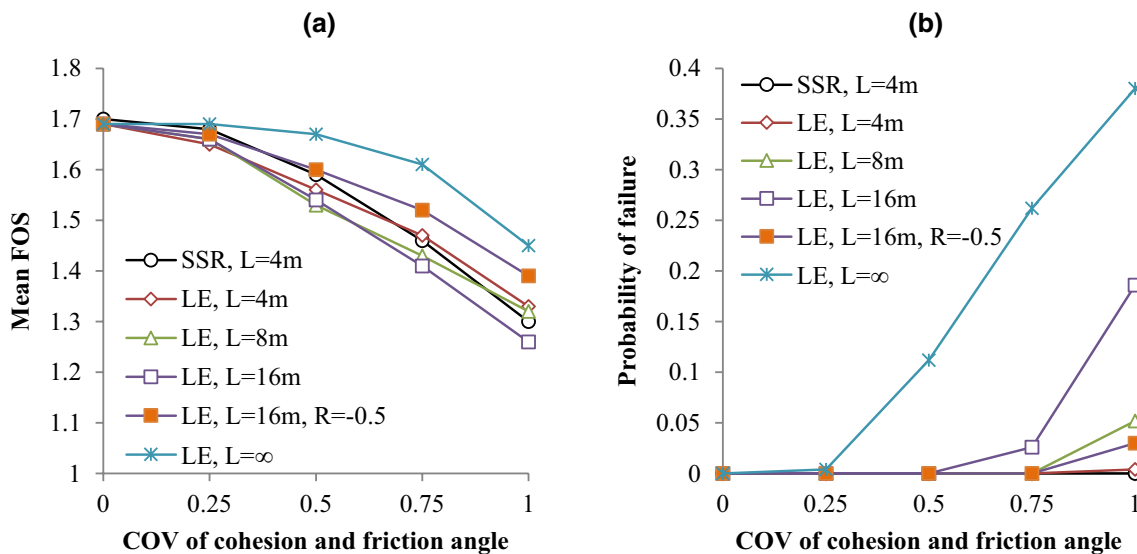 (a)
1.8
1.7
1.6
1.5
1.4
1.3
1.2
1.1
1
Mean FOS
SSR, L=4m
LE, L=4m
LE, L=8m
LE, L=16m
LE, L=16m, R=-0.5
LE, L=∞
0 0.25 0.5 0.75 1
COV of cohesion and friction angle
(b)
0.4
0.35
0.3
0.25
0.2
0.15
0.1
0.05
0
Probability of failure
SSR, L=4m
LE, L=4m
LE, L=8m
LE, L=16m
LE, L=16m, R=-0.5
LE, L=∞
0 0.25 0.5 0.75 1
COV of cohesion and friction angle